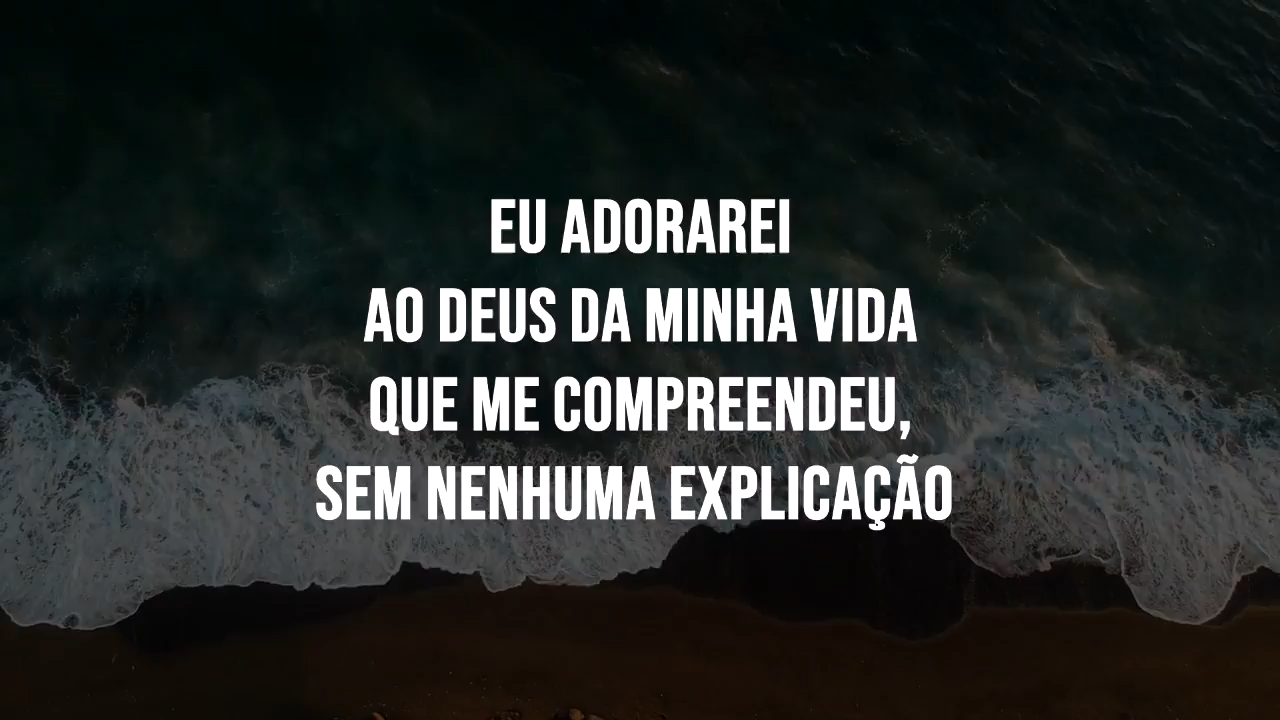 EU ADORAREI
AO DEUS DA MINHA VIDA
QUE ME COMPREENDEU,
SEM NENHUMA EXPLICAÇÃO